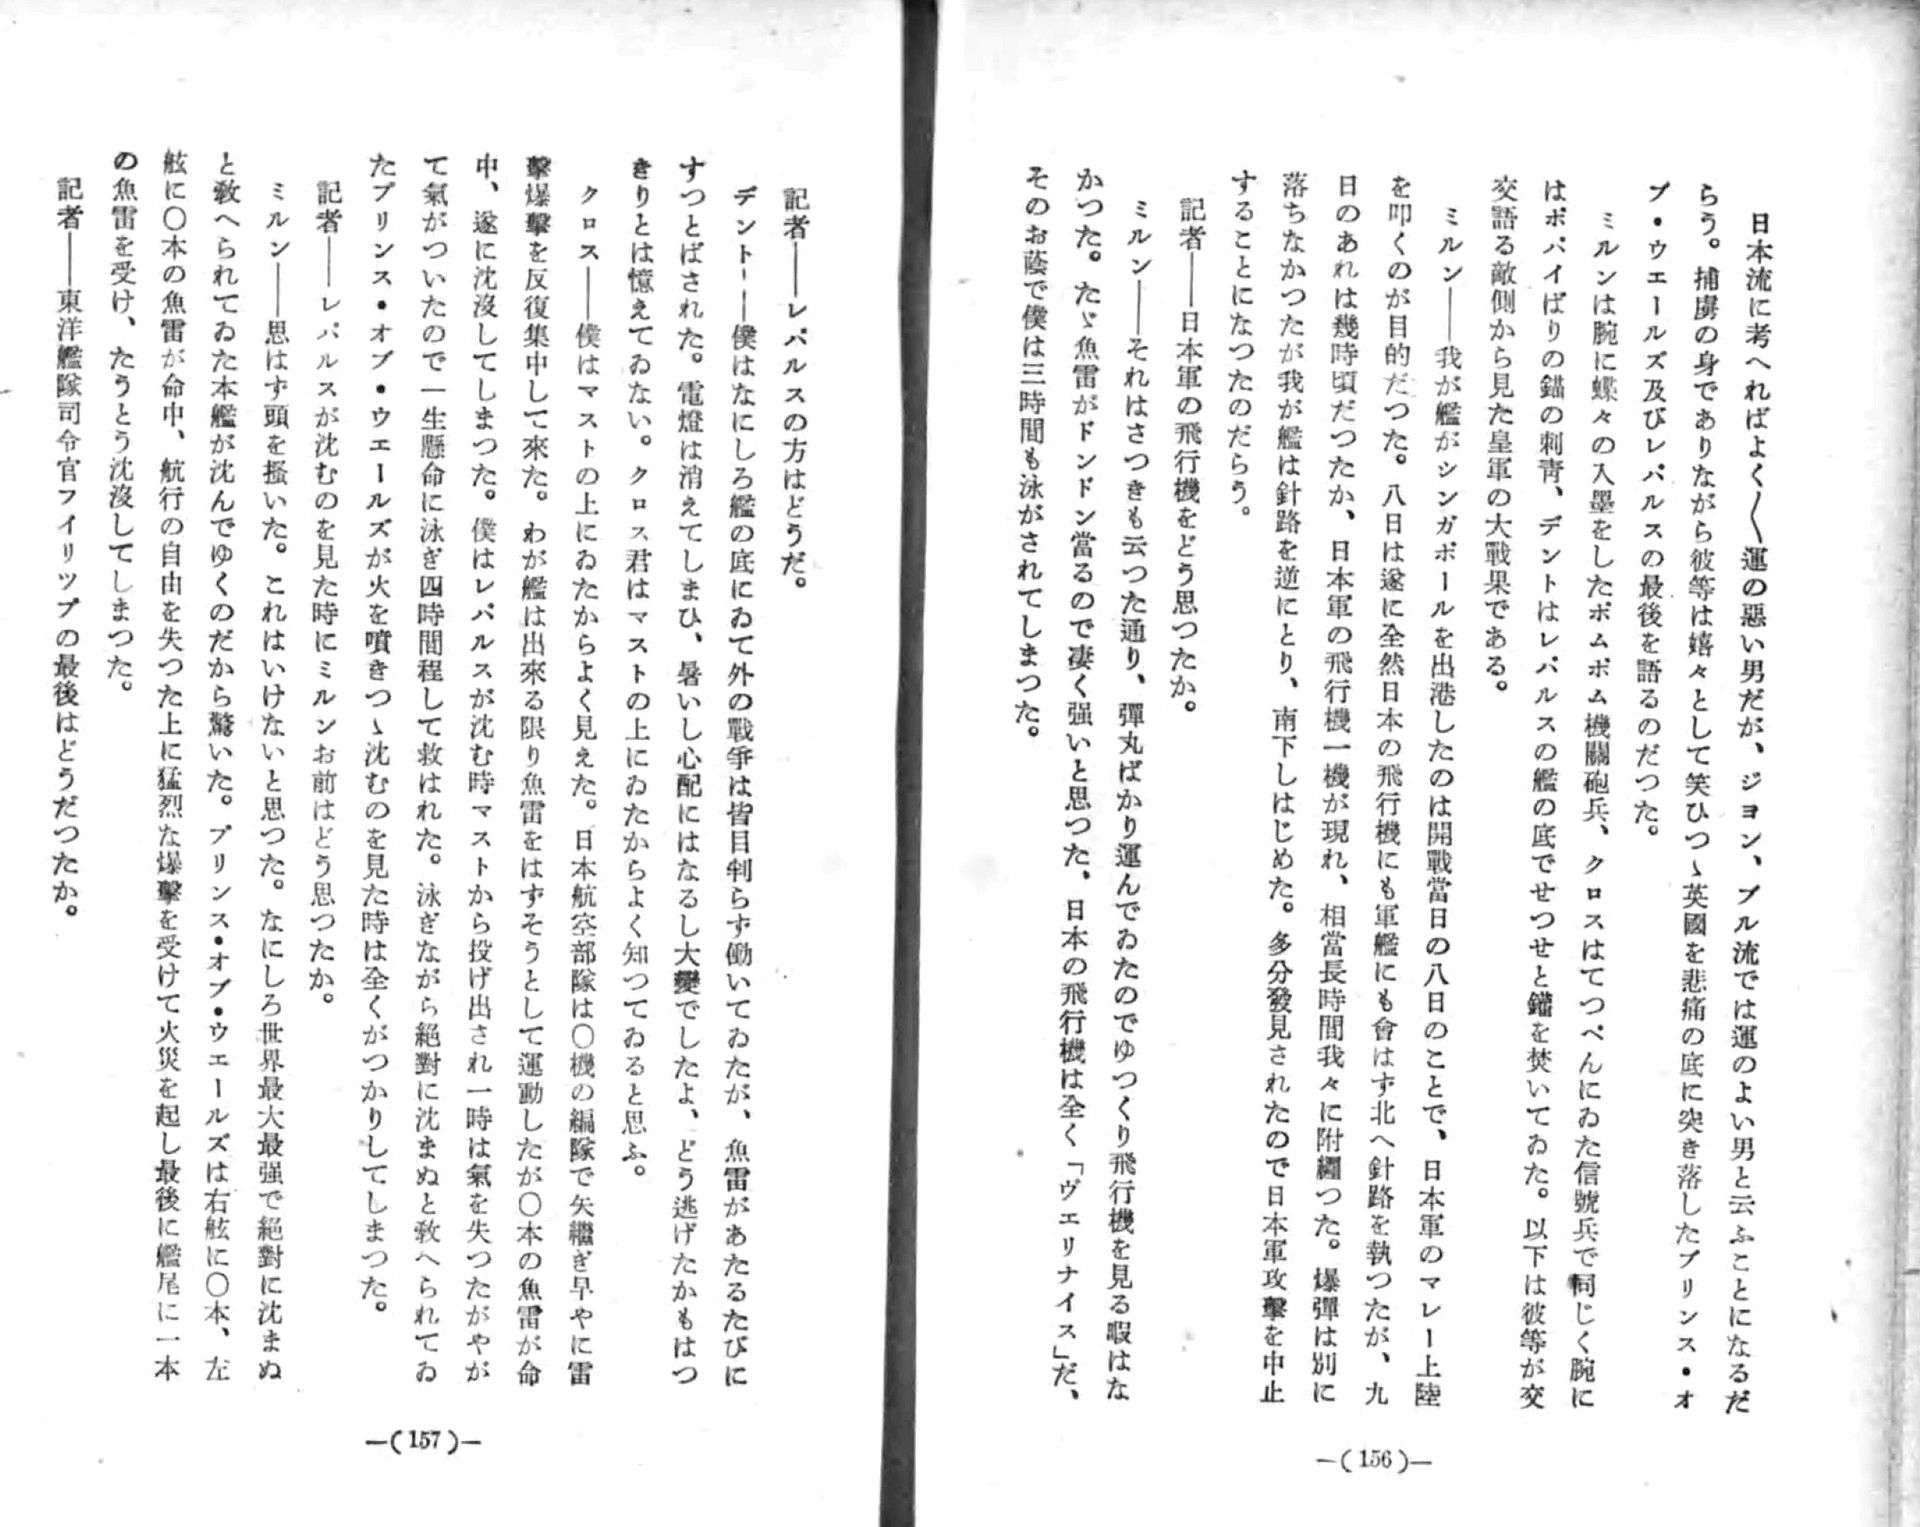 日本流に考へればよく〳〵運の惡い男だが、ジヨン、ブル流では運のよい男と云ふことになるだ
らう。捕虜の身でありながら彼等は嬉々として笑ひつゝ英國を悲痛の底に突き落したプリンス・オ
ブ・ウエールズ及びレパルスの最後を語るのだつた。
ミルンは腕に蝶々の入墨をしたポムポム機關砲兵、クロスはてつぺんにゐた信號兵で同じく腕に
はポパイばりの錨の刺靑、デントはレパルスの艦の底でせつせと罐を焚いてゐた。以下は彼等が交
交語る敵側から見た皇軍の大戰果である。
ミルン――我が艦がシンガポールを出港したのは開戰當日の八日のことで、日本軍のマレー上陸
を叩くのが目的だつた。八日は遂に全然日本の飛行機にも軍艦にも會はず北へ針路を執つたが、九
日のあれは幾時頃だつたか、日本軍の飛行機一機が現れ、相當長時間我々に附纒つた。爆彈は別に
落ちなかつたが我が艦は針路を逆にとり、南下しはじめた。多分發見されたので日本軍攻擊を中止
することになつたのだらう。
記者――日本軍の飛行機をどう思つたか。
ミルン――それはさつきも云つた通り、彈丸ばかり運んでゐたのでゆつくり飛行機を見る暇はな
かつた。たゞ魚雷がドンドン當るので凄く强いと思つた、日本の飛行機は全く「ヴエリナイス」だ、
そのお蔭で僕は三時間も泳がされてしまつた。
—(156)—
記者――レパルスの方はどうだ。
デント――僕はなにしろ艦の底にゐて外の戰争は皆目判らず働いてゐたが、魚雷があたるたびに
すつとばされた。電燈は消えてしまひ、暑いし心配にはなるし大變でしたよ、どう逃げたかもはつ
きりとは憶えてゐない。クロス君はマストの上にゐたからよく知つてゐると思ふ。
クロス――僕はマストの上にゐたからよく見えた。日本航空部隊は〇機の編隊で矢繼ぎ早やに雷
擊爆擊を反復集中して來た。わが艦は出來る限り魚雷をはずそうとして運動したが〇本の魚雷が命
中、遂に沈沒してしまつた。僕はレパルスが沈む時マストから投げ出され一時は氣を失つたがやが
て氣がついたので一生懸命に泳ぎ四時間程して救はれた。泳ぎながら絕對に沈まぬと敎へられてゐ
たプリンス・オブ・ウエールズが火を噴きつゝ沈むのを見た時は全くがつかりしてしまつた。
記者――レパルスが沈むのを見た時にミルンお前はどう思つたか。
ミルン――思はず頭を搔いた。これはいけないと思つた。なにしろ世界最大最强で絕對に沈まぬ
と敎へられてゐた本艦が沈んでゆくのだから驚いた。プリンス・オブ・ウエールズは右舷に〇本、左
舷に〇本の魚雷が命中、航行の自由を失つた上に猛烈な爆擊を受けて火災を起し最後に艦尾に一本
の魚雷を受け、たうとう沈沒してしまつた。
記者――東洋艦隊司令官フイリツプの最後はどうだつたか。
—(157)—